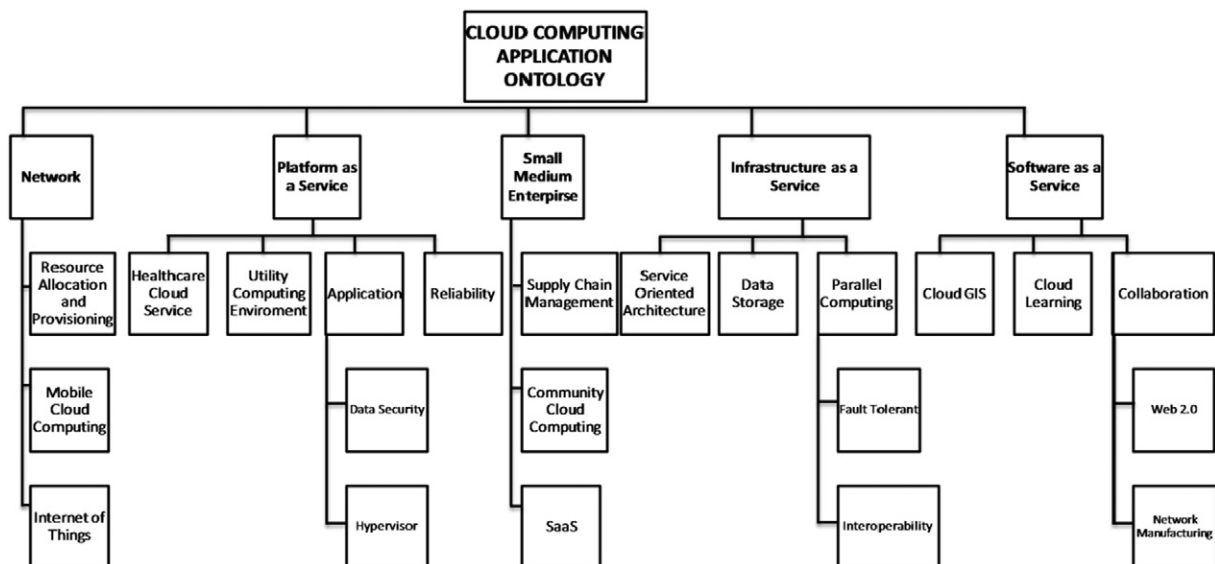 CLOUD COMPUTING
APPLICATION
ONTOLOGY
Network
Platform as
a Service
Small
Medium
Enterpirse
Infrastructure as a
Service
Software as a
Service
Resource
Allocation
and
Provisioning
Healthcare
Cloud
Service
Utility
Computing
Enviroment
Application
Reliability
Supply Chain
Management
Service
Oriented
Architecture
Data
Storage
Parallel
Computing
Cloud GIS
Cloud
Learning
Collaboration
Mobile
Cloud
Computing
Data Security
Community
Cloud
Computing
Fault Tolerant
Web 2.0
Internet of
Things
Hypervisor
SaaS
Interoperability
Network
Manufacturing